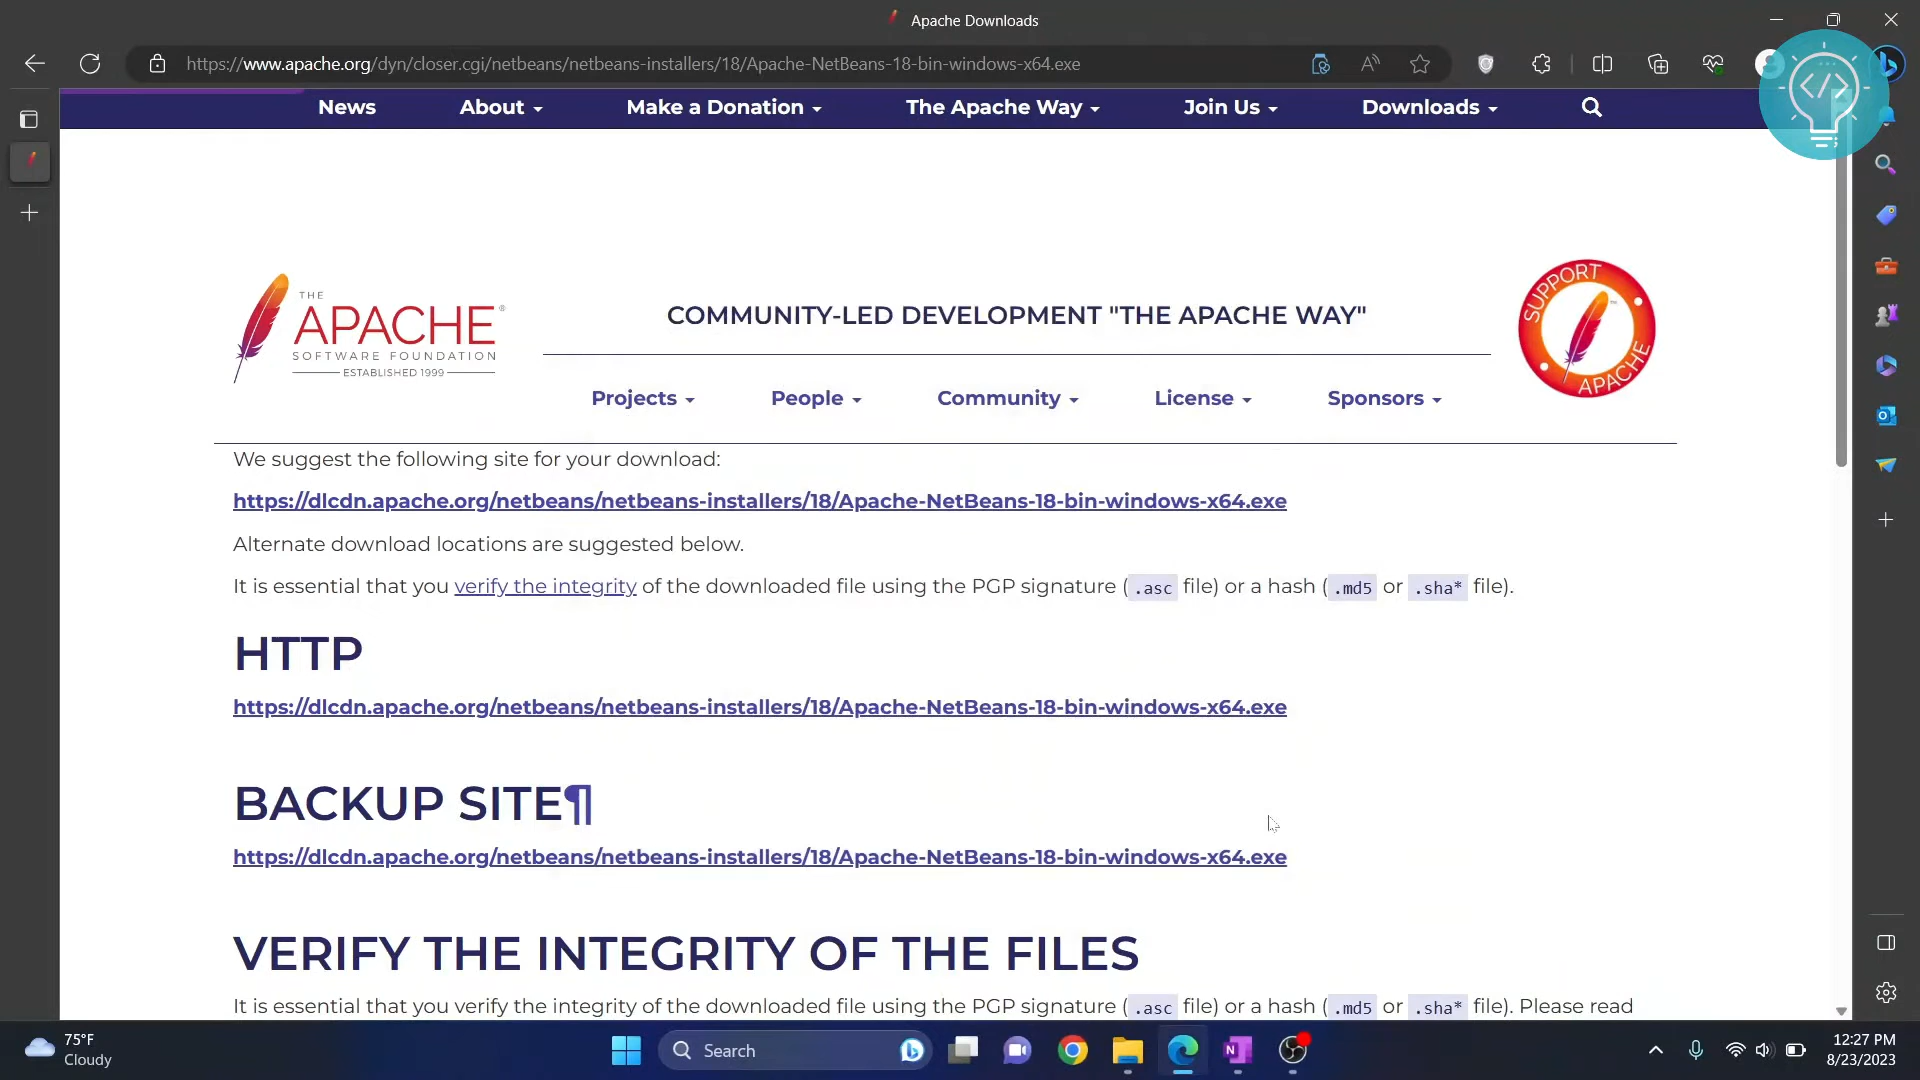 Apache Downloads
https://www.apache.org/dyn/closer.cgi/netbeans/netbeans-installers/18/Apache-NetBeans-18-bin-windows-x64.exe
News About Make a Donation The Apache Way Join Us Downloads
THE
APACHE®
SOFTWARE FOUNDATION
ESTABLISHED 1999
COMMUNITY-LED DEVELOPMENT "THE APACHE WAY"
SUPPORT
APACHE
Projects People Community License Sponsors
We suggest the following site for your download:
https://dlcdn.apache.org/netbeans/netbeans-installers/18/Apache-NetBeans-18-bin-windows-x64.exe
Alternate download locations are suggested below.
It is essential that you verify the integrity of the downloaded file using the PGP signature ( .asc file) or a hash ( .md5 or .sha* file).
HTTP
https://dlcdn.apache.org/netbeans/netbeans-installers/18/Apache-NetBeans-18-bin-windows-x64.exe
BACKUP SITE¶
https://dlcdn.apache.org/netbeans/netbeans-installers/18/Apache-NetBeans-18-bin-windows-x64.exe
VERIFY THE INTEGRITY OF THE FILES
It is essential that you verify the integrity of the downloaded file using the PGP signature ( .asc file) or a hash ( .md5 or .sha* file). Please read
75°F
Cloudy
Search
12:27 PM
8/23/2023